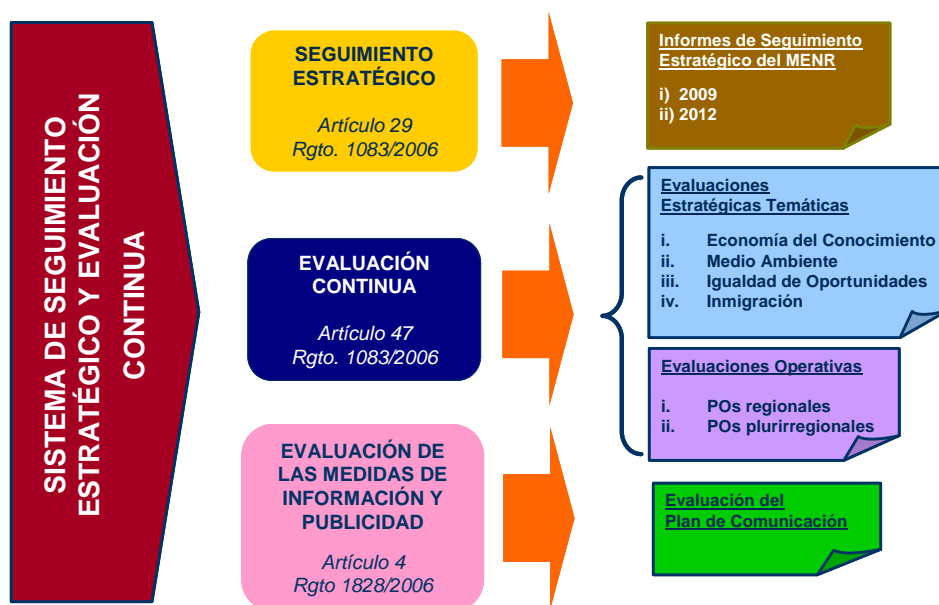 SISTEMA DE SEGUIMIENTO
ESTRATÉGICO Y EVALUACIÓN
CONTINUA
SEGUIMIENTO
ESTRATÉGICO
Artículo 29
Rgto. 1083/2006
Informes de Seguimiento
Estratégico del MENR
i) 2009
ii) 2012
EVALUACIÓN
CONTINUA
Artículo 47
Rgto. 1083/2006
Evaluaciones
Estratégicas Temáticas
i. Economía del Conocimiento
ii. Medio Ambiente
iii. Igualdad de Oportunidades
iv. Inmigración
Evaluaciones Operativas
i. POs regionales
ii. POs plurirregionales
EVALUACIÓN DE
LAS MEDIDAS DE
INFORMACIÓN Y
PUBLICIDAD
Artículo 4
Rgto 1828/2006
Evaluación del
Plan de Comunicación